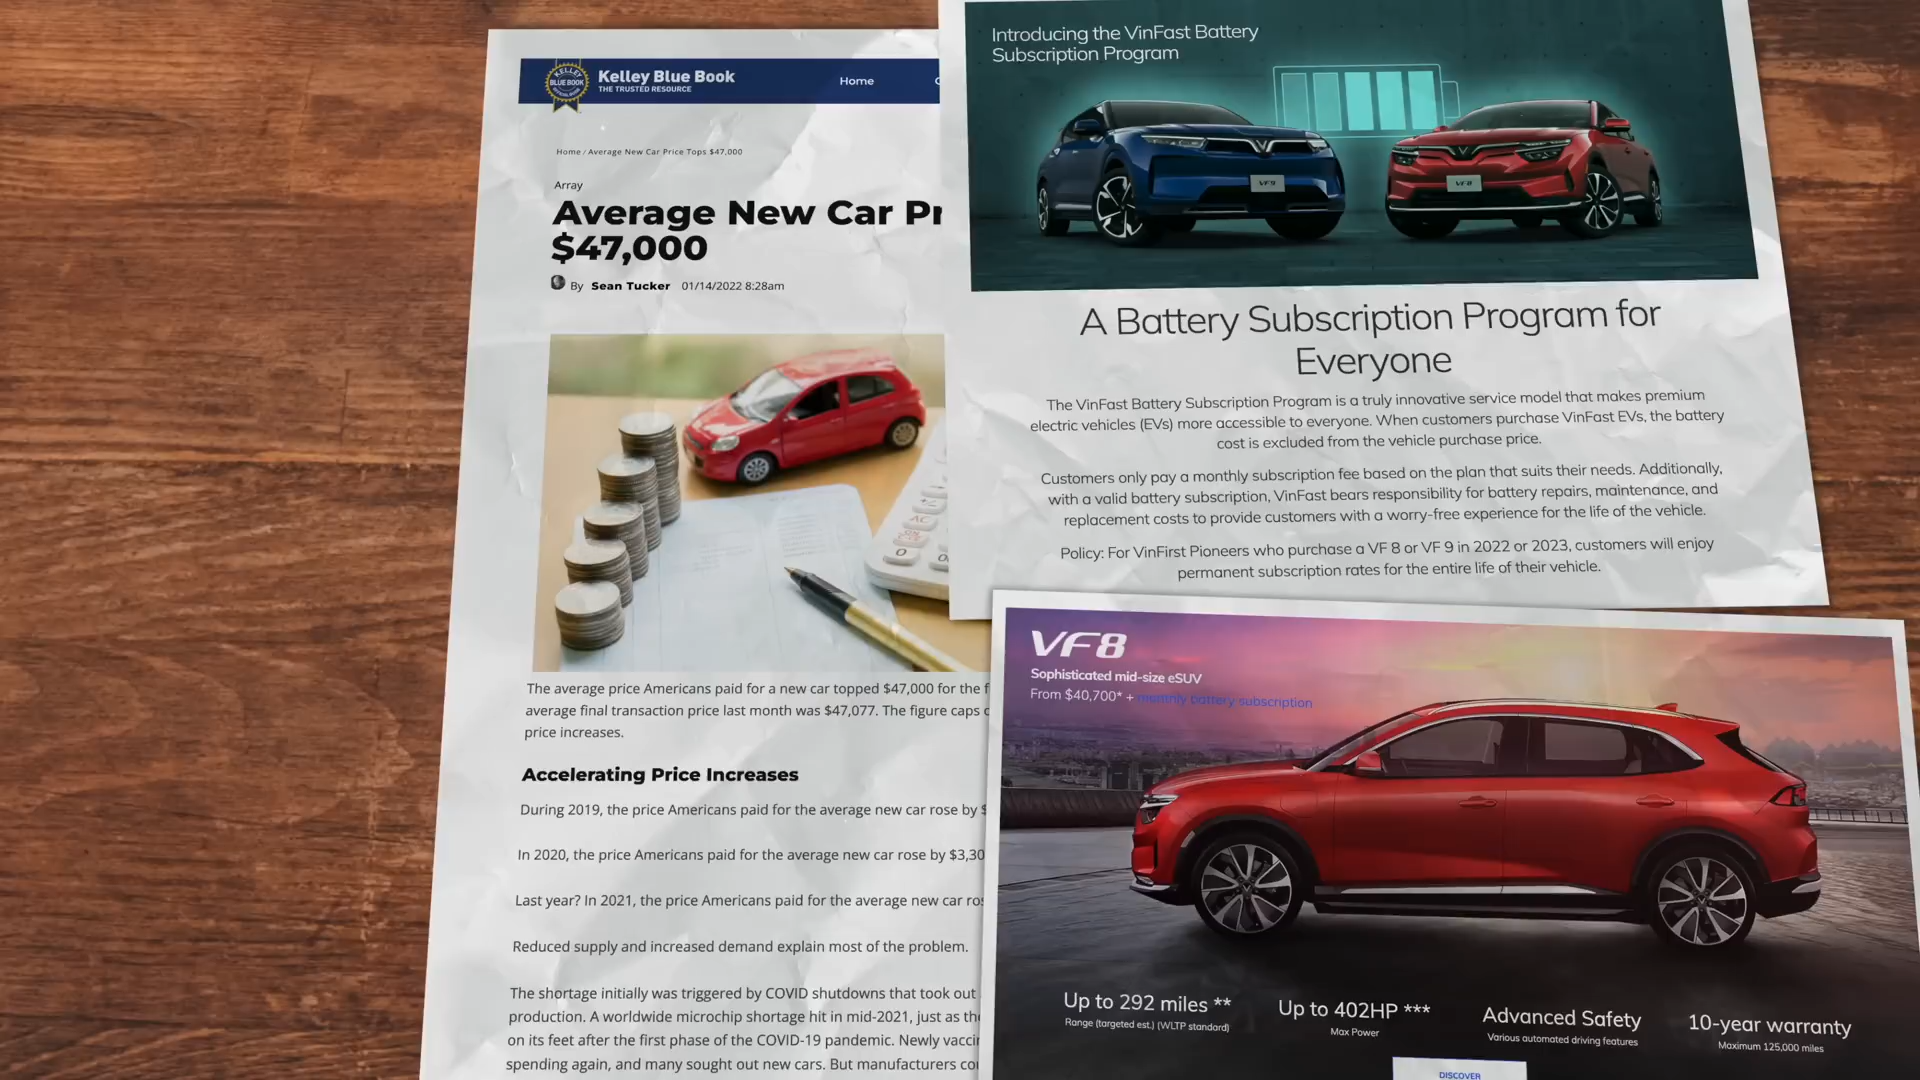 Kelley Blue Book
THE TRUSTED RESOURCE
Home
KELLEY
BLUE BOOK
Home / Average New Car Price Tops $47,000
Array
Average New Car Pr
$47,000
By Sean Tucker 01/14/2022 8:28am
The average price Americans paid for a new car topped $47,000 for the f
average final transaction price last month was $47,077. The figure caps
price increases.
Accelerating Price Increases
During 2019, the price Americans paid for the average new car rose by $
In 2020, the price Americans paid for the average new car rose by $3,30
Last year? In 2021, the price Americans paid for the average new car ros
Reduced supply and increased demand explain most of the problem.
The shortage initially was triggered by COVID shutdowns that took out
production. A worldwide microchip shortage hit in mid-2021, just as the
on its feet after the first phase of the COVID-19 pandemic. Newly vaccin
spending again, and many sought out new cars. But manufacturers cou
Introducing the VinFast Battery
Subscription Program
VF9
VF8
A Battery Subscription Program for
Everyone
The VinFast Battery Subscription Program is a truly innovative service model that makes premium
electric vehicles (EVs) more accessible to everyone. When customers purchase VinFast EVs, the battery
cost is excluded from the vehicle purchase price.
Customers only pay a monthly subscription fee based on the plan that suits their needs. Additionally,
with a valid battery subscription, VinFast bears responsibility for battery repairs, maintenance, and
replacement costs to provide customers with a worry-free experience for the life of the vehicle.
Policy: For VinFirst Pioneers who purchase a VF 8 or VF 9 in 2022 or 2023, customers will enjoy
permanent subscription rates for the entire life of their vehicle.
VF8
Sophisticated mid-size eSUV
From $40,700* + monthly battery subscription
Up to 292 miles **
Range (targeted est.) (WLTP standard)
Up to 402HP ***
Max Power
Advanced Safety
Various automated driving features
10-year warranty
Maximum 125,000 miles
DISCOVER